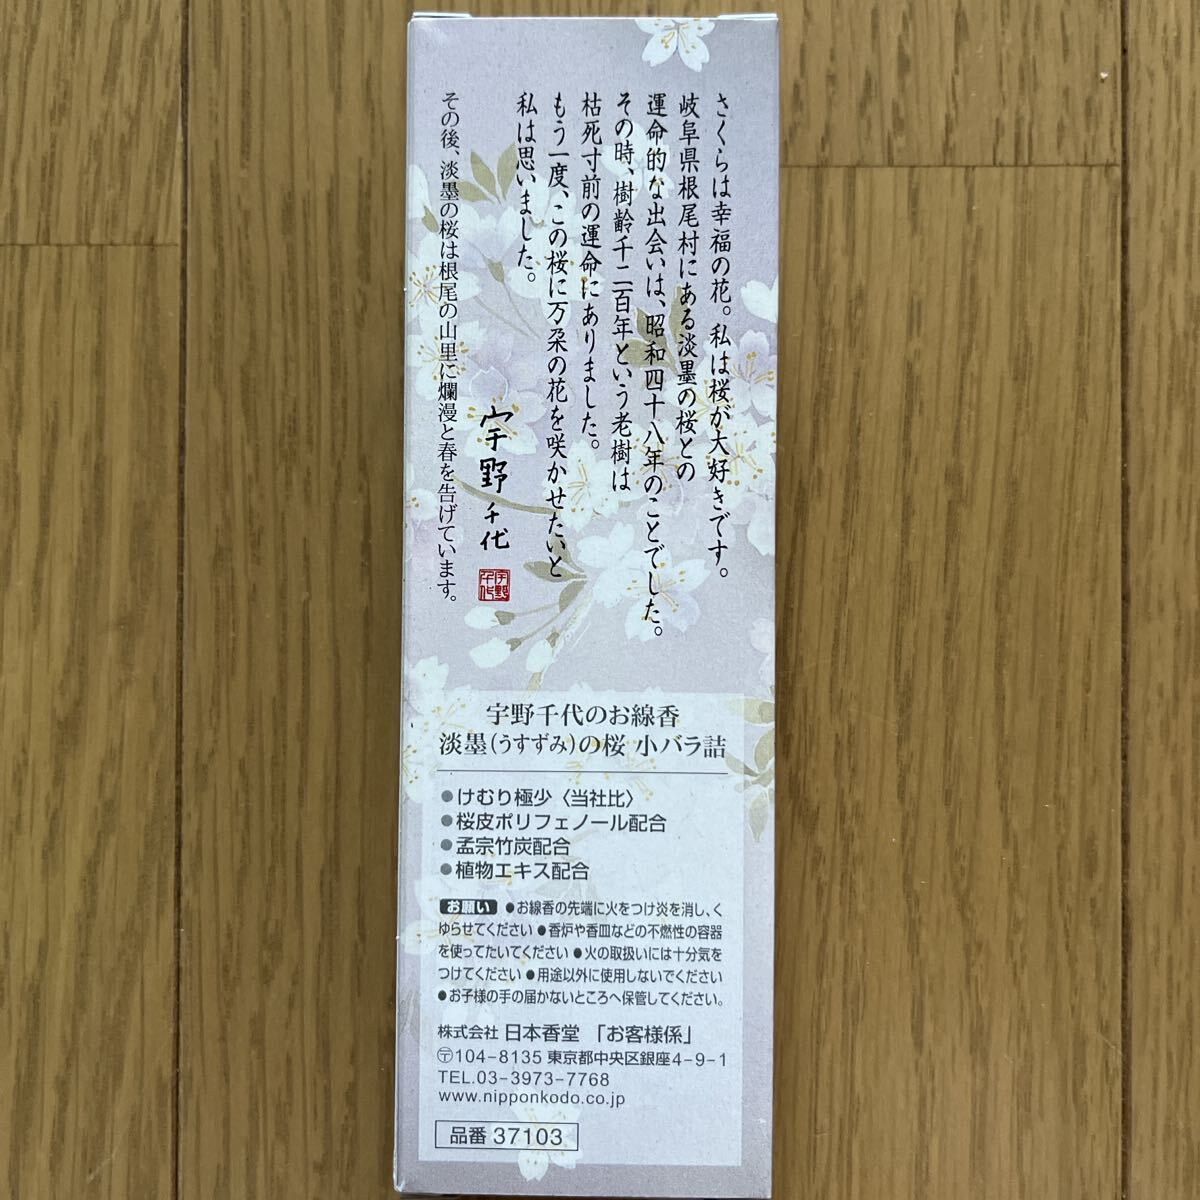 さくらは幸福の花。私は桜が大好きです。
岐阜県根尾村にある淡墨の桜との
運命的な出会いは、昭和四十八年のことでした。
その時、樹齢千二百年という老樹は
枯死寸前の運命にありました。
もう一度、この桜に万朶の花を咲かせたいと
私は思いました。
宇野千代
宇野千代
その後、淡墨の桜は根尾の山里に爛漫と春を告げています。
宇野千代のお線香
淡墨(うすずみ)の桜 小バラ詰
●けむり極少〈当社比〉
●桜皮ポリフェノール配合
●孟宗竹炭配合
●植物エキス配合
お願い ●お線香の先端に火をつけ炎を消し、く
ゆらせてください ●香炉や香皿などの不燃性の容器
を使ってたいてください ●火の取扱いには十分気を
つけてください ●用途以外に使用しないでください
●お子様の手の届かないところへ保管してください。
株式会社 日本香堂 「お客様係」
〒104-8135 東京都中央区銀座4-9-1
TEL.03-3973-7768
www.nipponkodo.co.jp
品番 37103